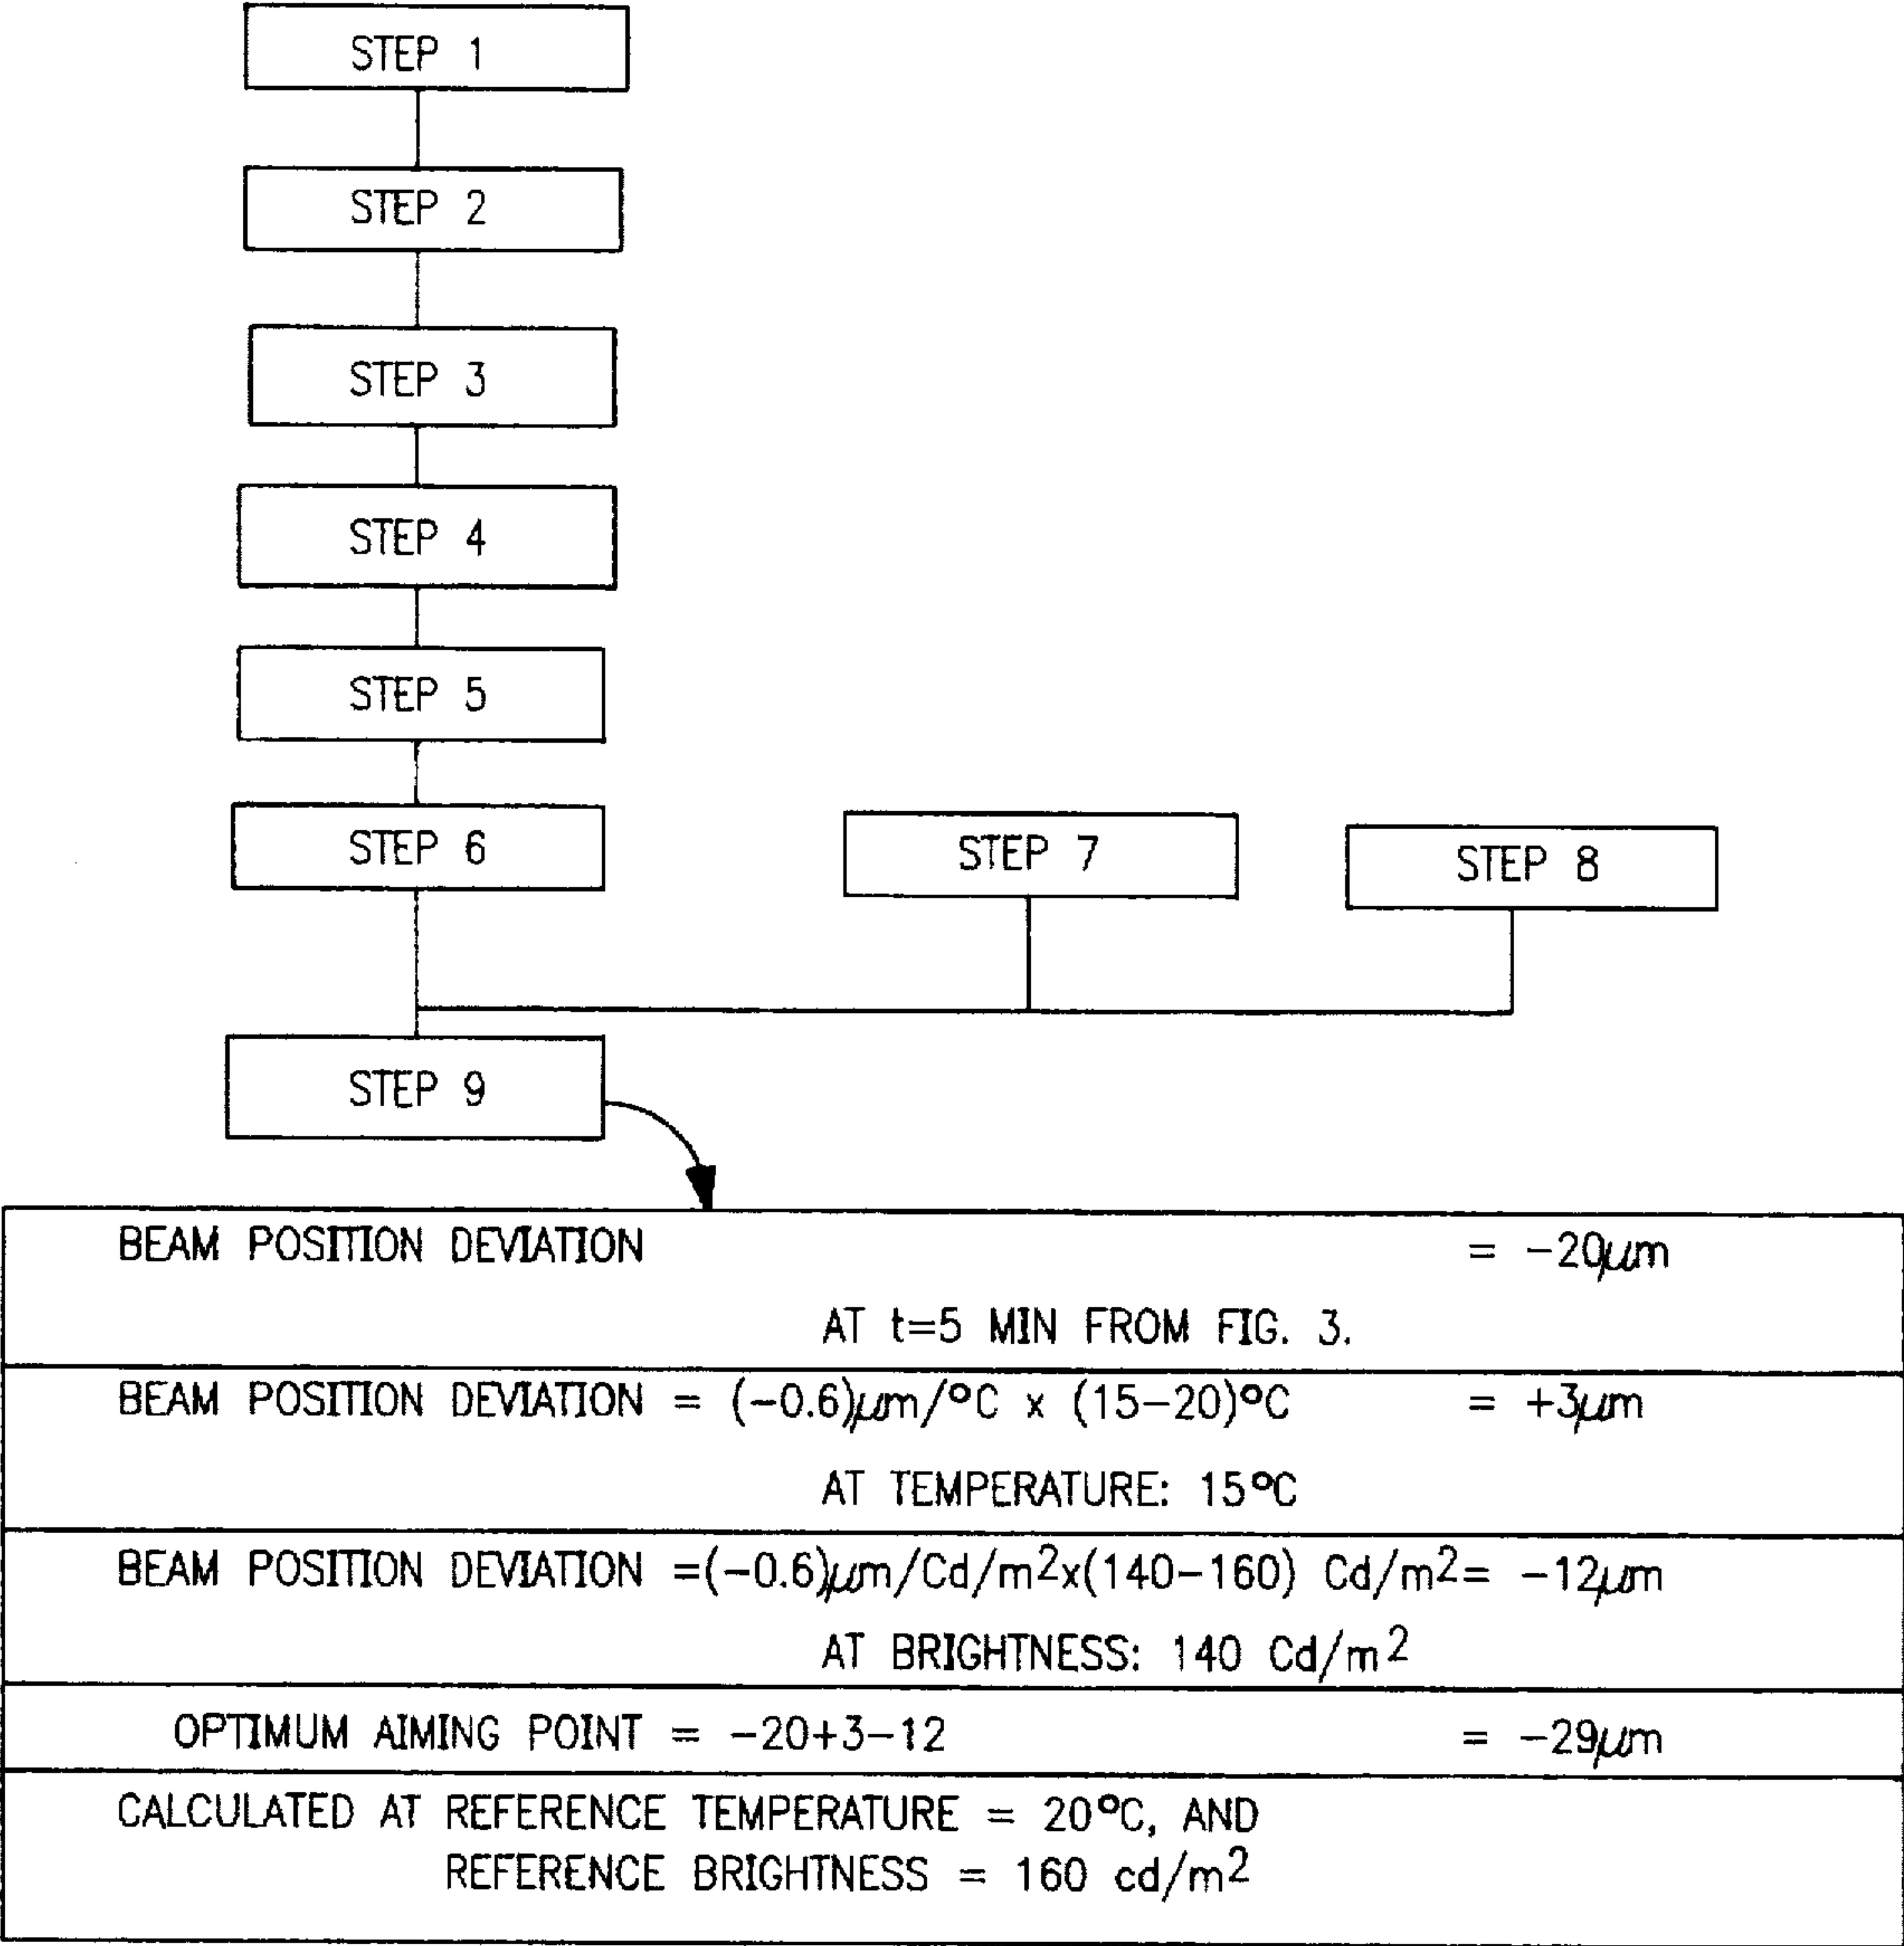 STEP 1
STEP 2
STEP 3
STEP 4
STEP 5
STEP 6
STEP 7
STEP 8
STEP 9
BEAM POSITION DEVIATION = -20μm
AT t=5 MIN FROM FIG. 3.
BEAM POSITION DEVIATION = (-0.6)μm/°C x (15-20)°C = +3μm
AT TEMPERATURE: 15°C
BEAM POSITION DEVIATION =(-0.6)μm/Cd/m²x(140-160) Cd/m²= -12μm
AT BRIGHTNESS: 140 Cd/m²
OPTIMUM AIMING POINT = -20+3-12 = -29μm
CALCULATED AT REFERENCE TEMPERATURE = 20°C, AND
REFERENCE BRIGHTNESS = 160 cd/m²